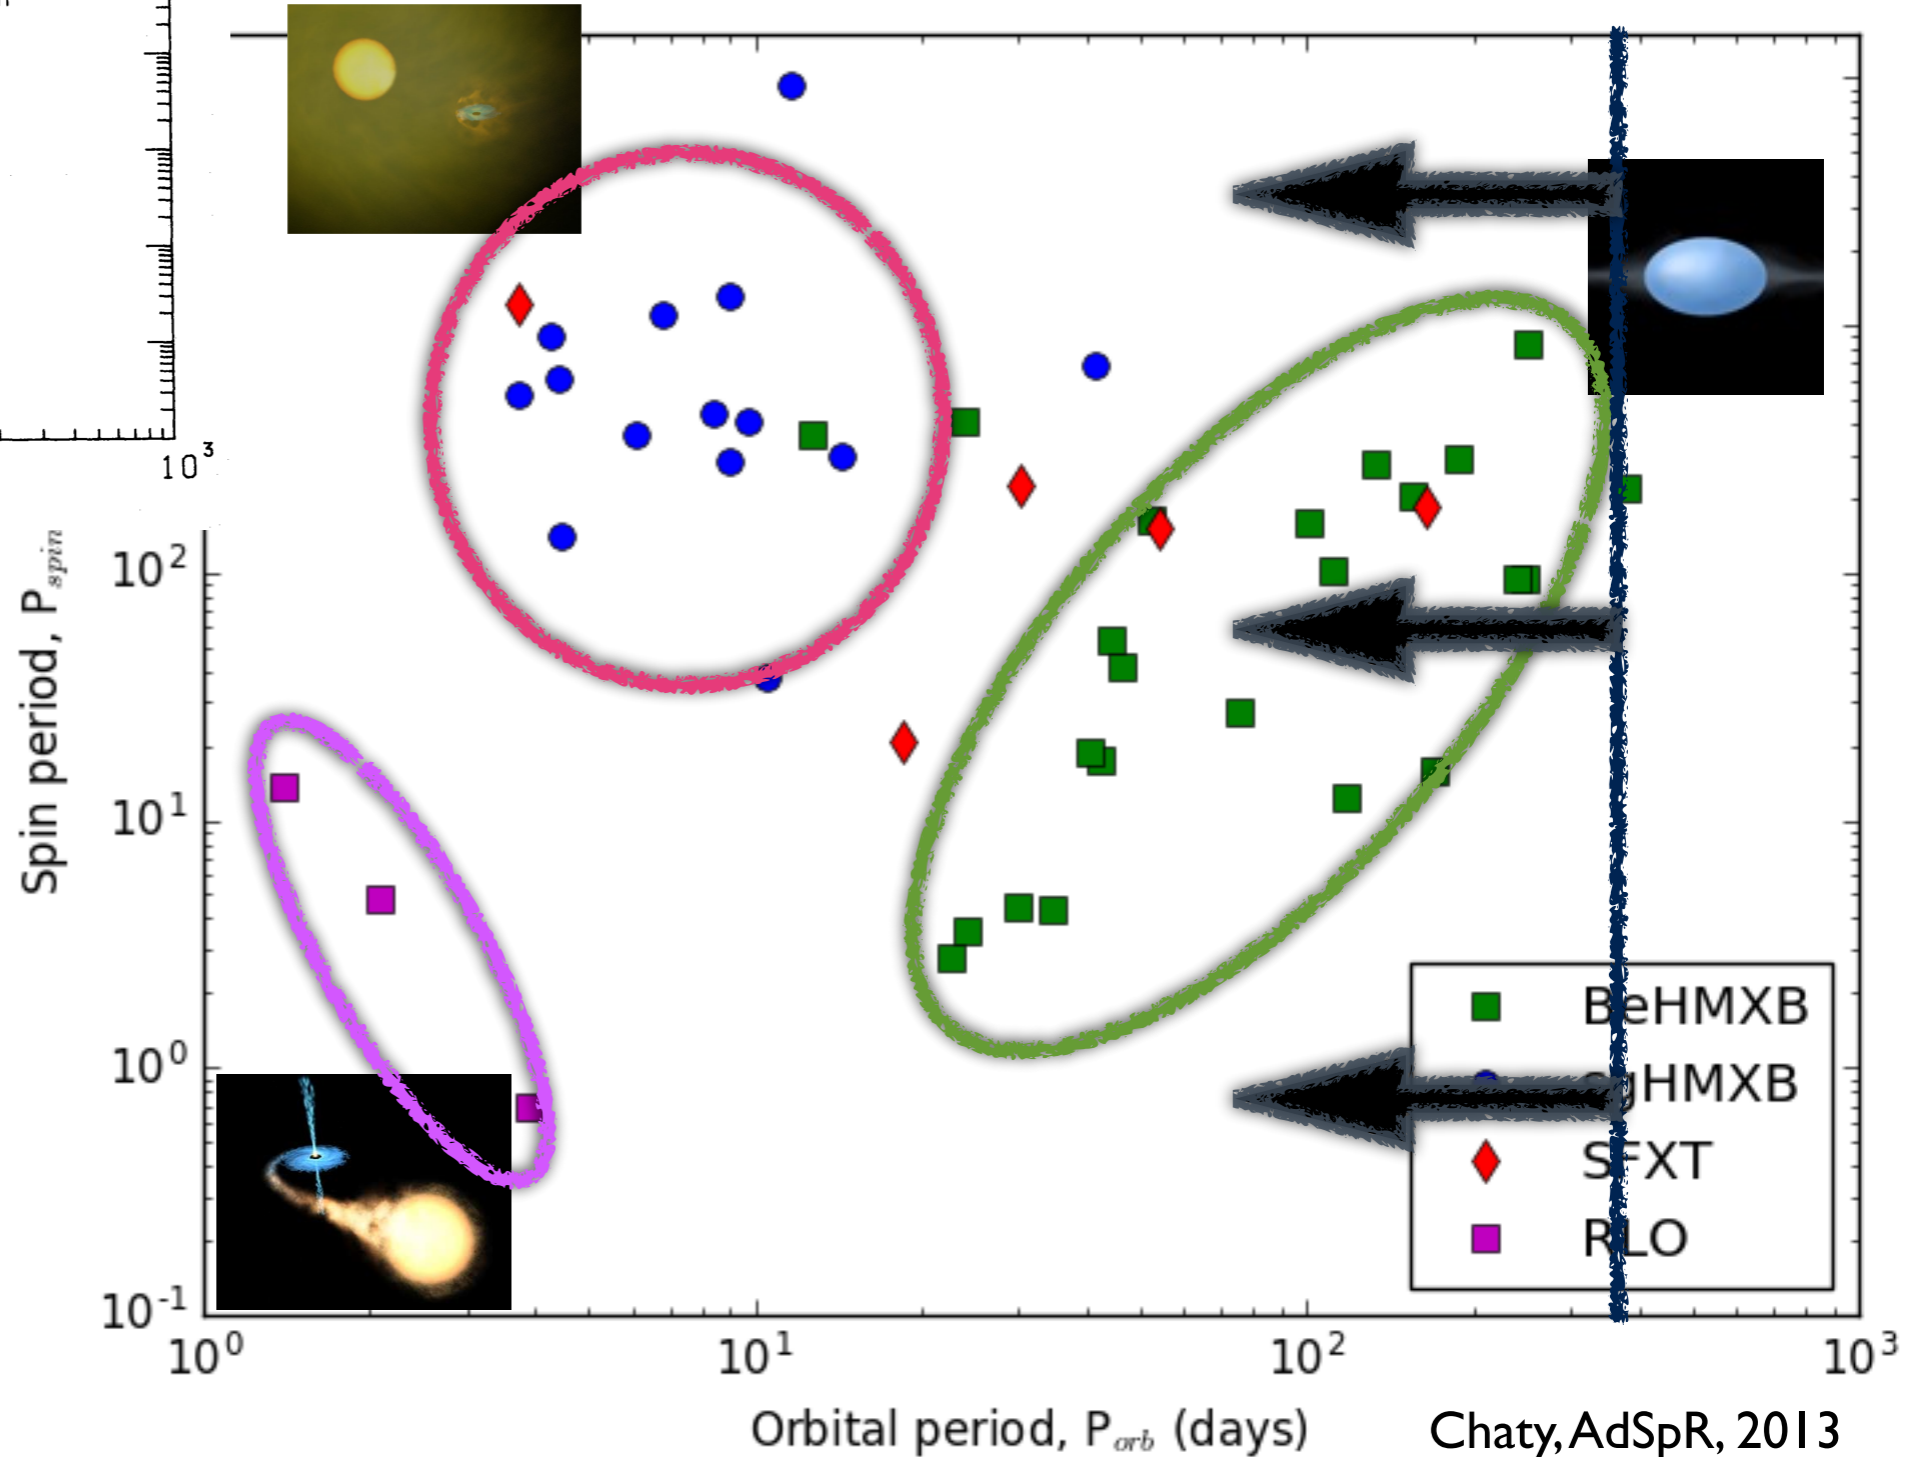 10³
Spin period, P_spin
10²
10¹
10⁰
10⁻¹
BeHMXB
sgHMXB
SFXT
RLO
10⁰ 10¹ 10² 10³
Orbital period, P_orb (days)
Chaty, AdSpR, 2013